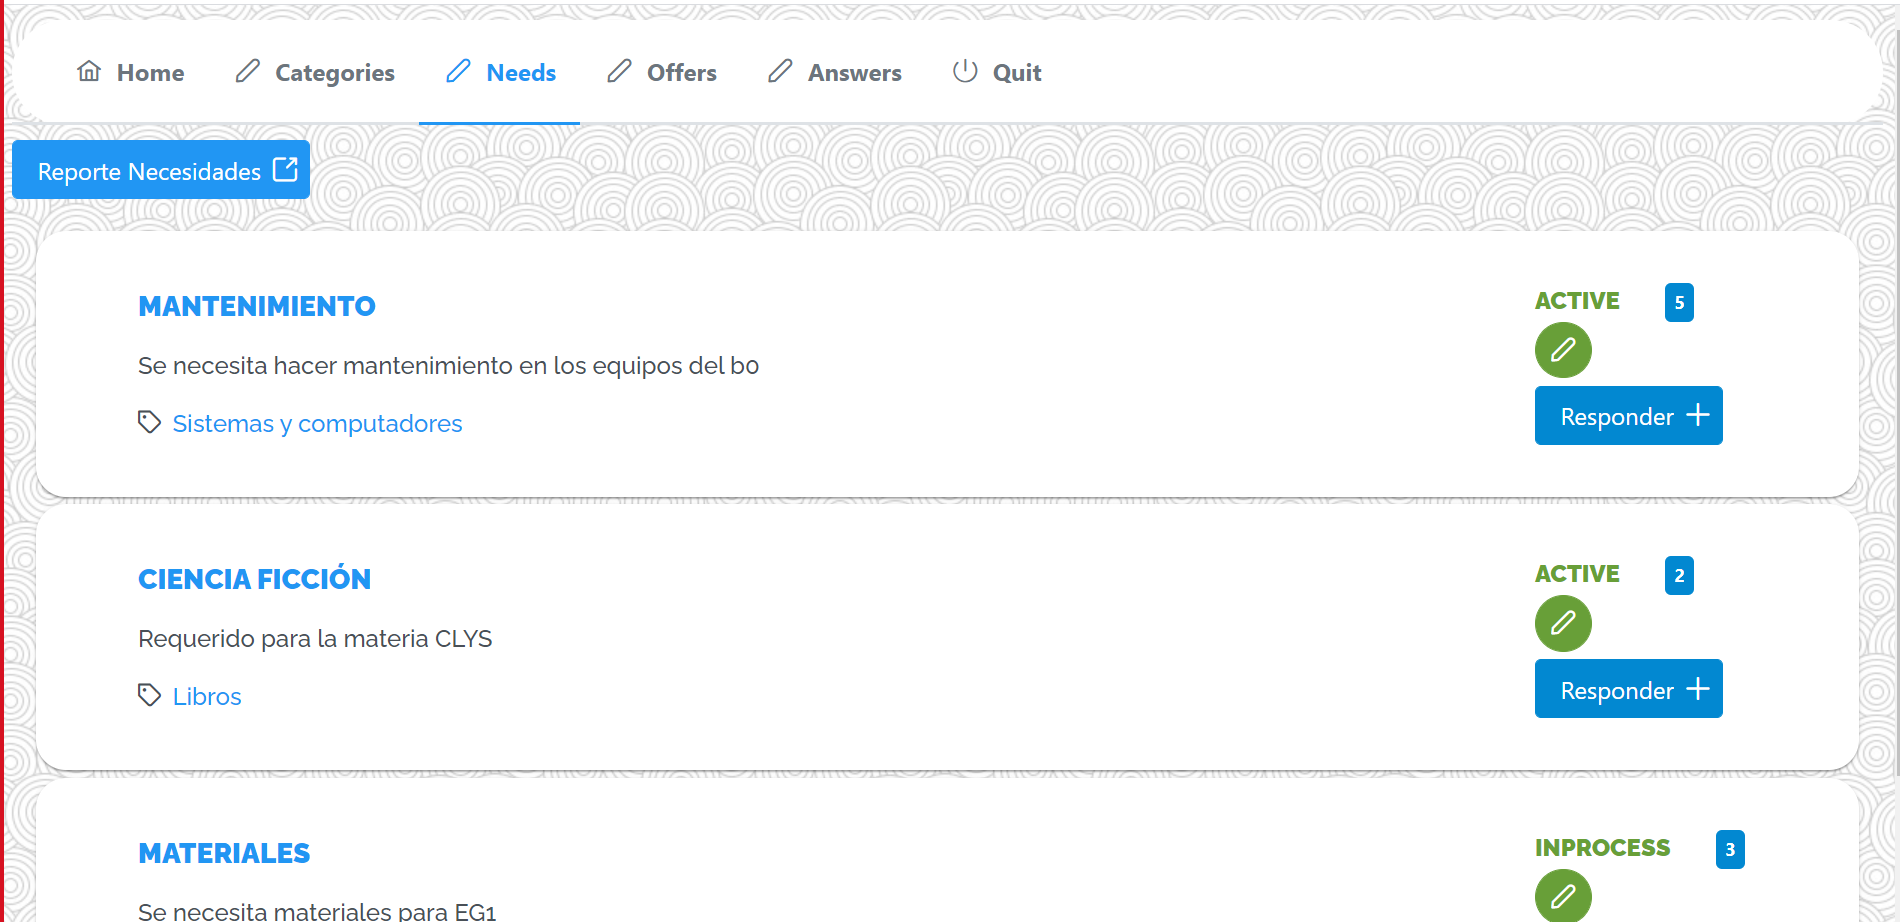 Home Categories Needs Offers Answers Quit
Reporte Necesidades
MANTENIMIENTO
Se necesita hacer mantenimiento en los equipos del b0
Sistemas y computadores
ACTIVE 5
Responder
CIENCIA FICCIÓN
Requerido para la materia CLYS
Libros
ACTIVE 2
Responder
MATERIALES
Se necesita materiales para EG1
INPROCESS 3